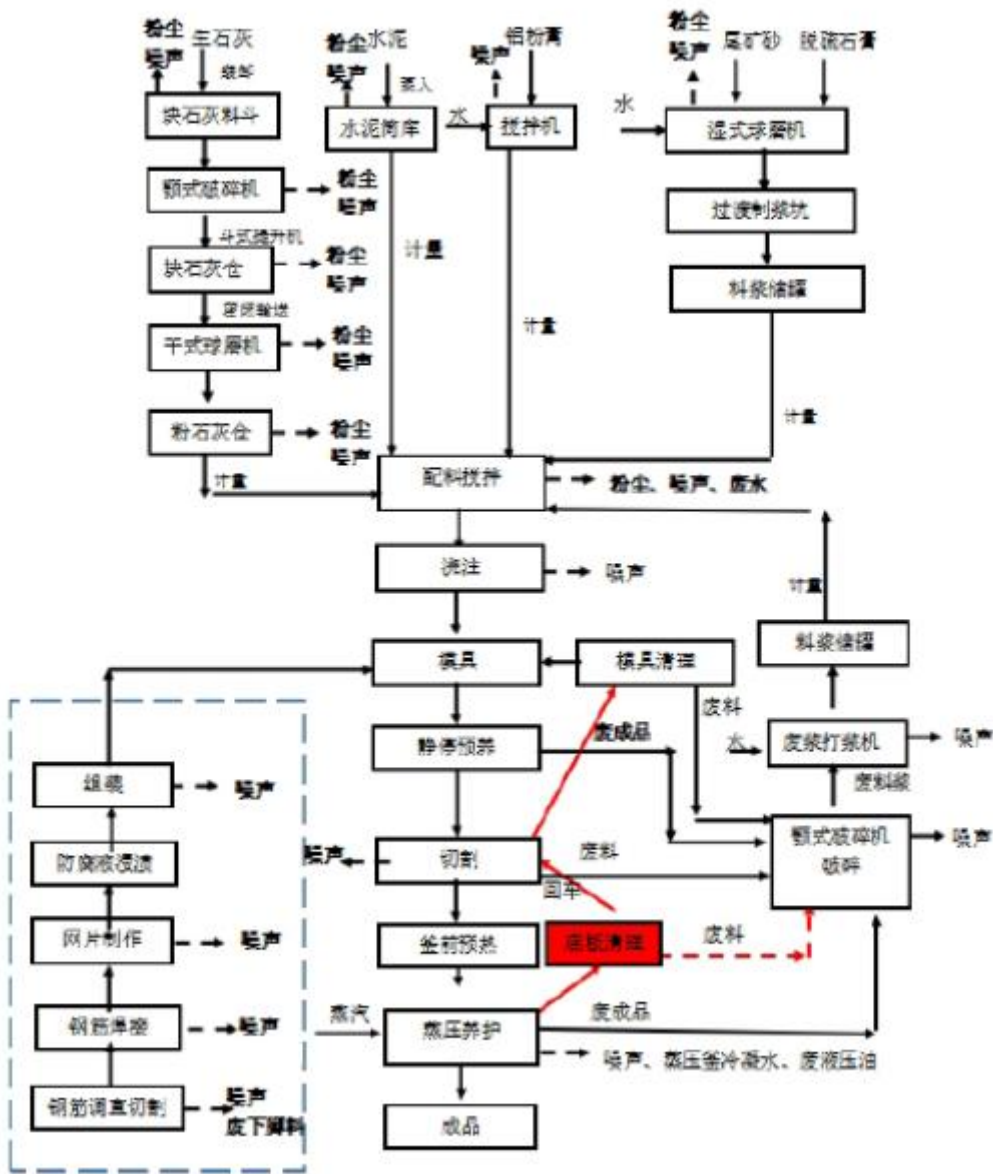 粉尘
噪声
生石灰
装卸
块石灰料斗
颚式破碎机
粉尘
噪声
斗式提升机
块石灰仓
粉尘
噪声
密闭输送
干式球磨机
粉尘
噪声
粉石灰仓
粉尘
噪声
计量
粉尘
噪声
水泥
泵入
水泥筒库
计量
噪声
铝粉膏
水
搅拌机
计量
粉尘
噪声
尾矿砂
脱硫石膏
水
湿式球磨机
过渡制浆坑
料浆储罐
计量
配料搅拌
粉尘、噪声、废水
浇注
噪声
模具
模具清理
静停预养
废成品
废料
切割
噪声
废料
回车
釜前预热
底板清理
废料
蒸汽
蒸压养护
废成品
噪声、蒸压釜冷凝水、废液压油
成品
计量
料浆储罐
水
废浆打浆机
噪声
废料浆
颚式破碎机
破碎
噪声
组装
噪声
防腐液浸渍
网片制作
噪声
钢筋焊接
噪声
钢筋调直切割
噪声
废下脚料